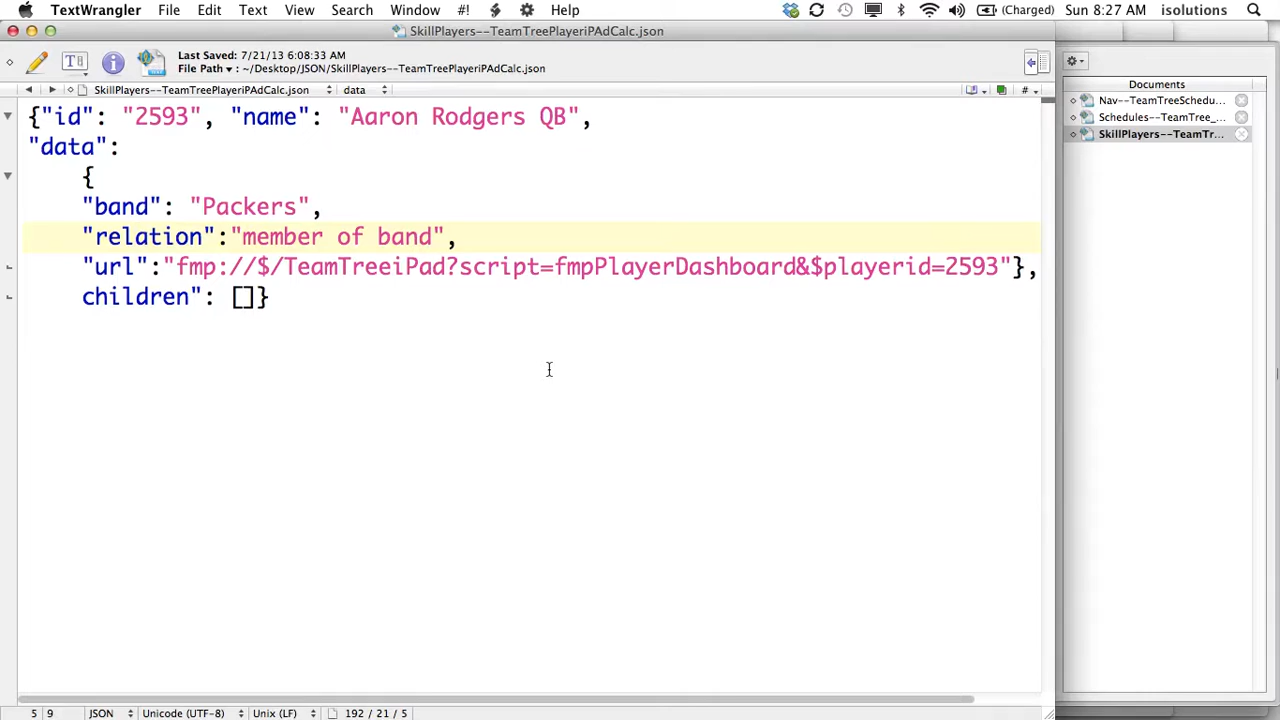 TextWrangler File Edit Text View Search Window #! Help (Charged) Sun 8:27 AM isolutions
SkillPlayers--TeamTreePlayeriPAdCalc.json
Last Saved: 7/21/13 6:08:33 AM
File Path ▾ : ~/Desktop/JSON/SkillPlayers--TeamTreePlayeriPAdCalc.json
SkillPlayers--TeamTreePlayeriPAdCalc.json data #
Documents
Nav--TeamTreeSchedu...
Schedules--TeamTree_...
SkillPlayers--TeamTr...
{"id": "2593", "name": "Aaron Rodgers QB",
"data":
{
"band": "Packers",
"relation":"member of band",
"url":"fmp://$/TeamTreeiPad?script=fmpPlayerDashboard&$playerid=2593"},
children": []}
5 9 JSON Unicode (UTF-8) Unix (LF) 192 / 21 / 5